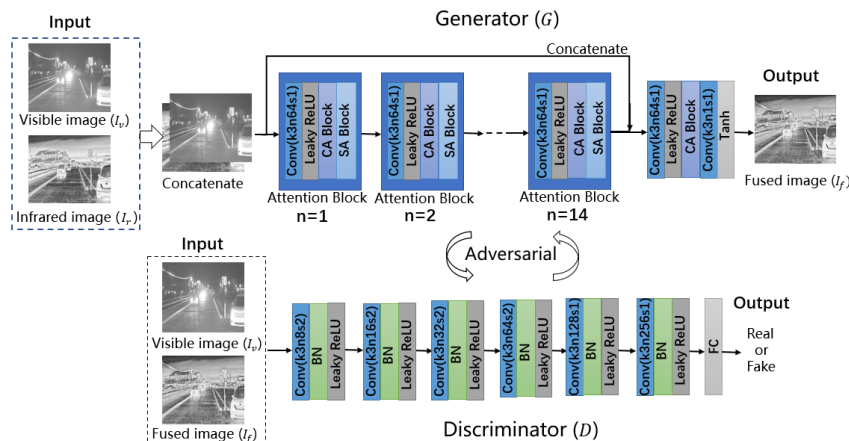 Generator (G)
Input
Concatenate
Output
Visible image (I_v)
Infrared image (I_r)
Concatenate
Conv(k3n64s1)
Leaky ReLU
CA Block
SA Block
Attention Block
n=1
Conv(k3n64s1)
Leaky ReLU
CA Block
SA Block
Attention Block
n=2
Conv(k3n64s1)
Leaky ReLU
CA Block
SA Block
Attention Block
n=14
Conv(k3n64s1)
Leaky ReLU
CA Block
Conv(k3n1s1)
Tanh
Fused image (I_f)
Adversarial
Input
Visible image (I_v)
Fused image (I_f)
Conv(k3n8s2)
BN
Leaky ReLU
Conv(k3n16s2)
BN
Leaky ReLU
Conv(k3n32s2)
BN
Leaky ReLU
Conv(k3n64s2)
BN
Leaky ReLU
Conv(k3n128s1)
BN
Leaky ReLU
Conv(k3n256s1)
BN
Leaky ReLU
FC
Output
Real
or
Fake
Discriminator (D)